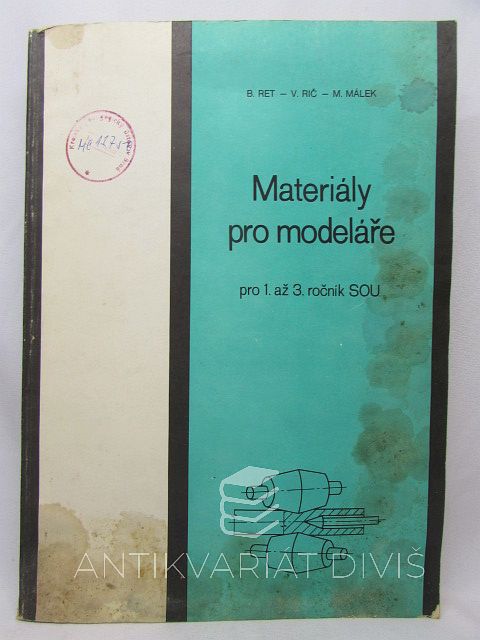 B. RET – V. RIČ – M. MÁLEK
Materiály
pro modeláře
pro 1. až 3. ročník SOU
ANTIKVARIÁT DIVIŠ